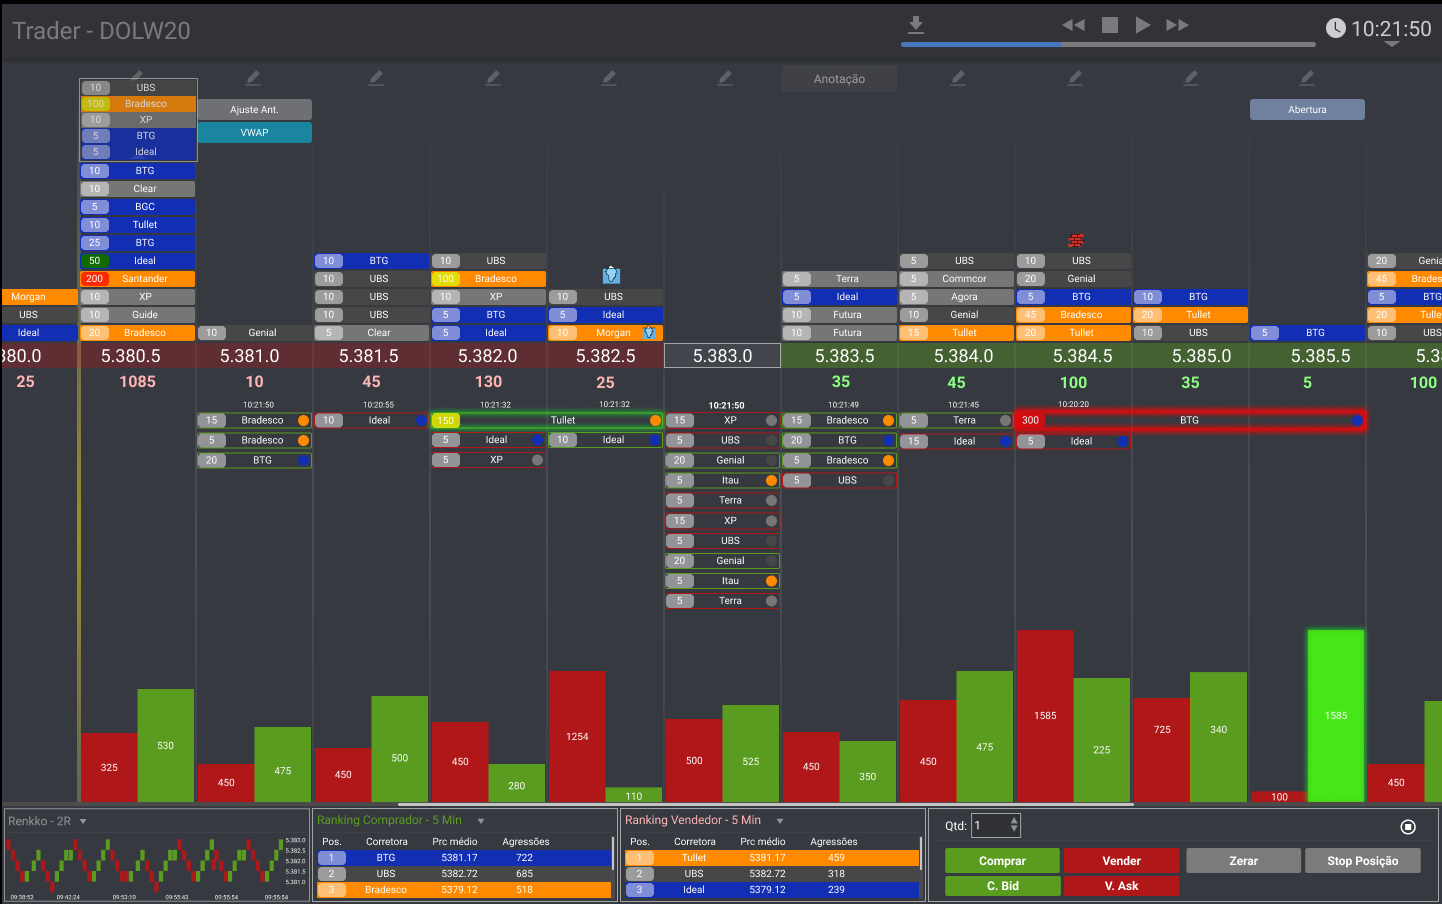 Trader - DOLW20
10:21:50
Anotação
10 UBS
100 Bradesco
10 XP
5 BTG
5 Ideal
Ajuste Ant.
VWAP
Abertura
10 BTG
10 Clear
5 BGC
10 Tullet
25 BTG
50 Ideal
200 Santander
10 XP
10 Guide
20 Bradesco
Morgan
UBS
Ideal
10 Genial
10 BTG
10 UBS
10 UBS
10 UBS
5 Clear
10 UBS
100 Bradesco
10 XP
5 BTG
5 Ideal
10 UBS
5 Ideal
10 Morgan
5 Terra
5 Ideal
10 Futura
10 Futura
5 UBS
5 Commcor
5 Agora
10 Genial
15 Tullet
10 UBS
20 Genial
5 BTG
45 Bradesco
20 Tullet
10 BTG
20 Tullet
10 UBS
5 BTG
20 Genia
45 Brades
5 BTG
20 Tulle
10 UBS
380.0 5.380.5 5.381.0 5.381.5 5.382.0 5.382.5 5.383.0 5.383.5 5.384.0 5.384.5 5.385.0 5.385.5 5.3
25 1085 10 45 130 25 35 45 100 35 5 100
10:21:50 10:20:55 10:21:32 10:21:32 10:21:50 10:21:49 10:21:45 10:20:20
15 Bradesco
5 Bradesco
20 BTG
10 Ideal
150 Tullet
5 Ideal
5 XP
10 Ideal
15 XP
5 UBS
20 Genial
5 Itau
5 Terra
15 XP
5 UBS
20 Genial
5 Itau
5 Terra
15 Bradesco
20 BTG
5 Bradesco
5 UBS
5 Terra
15 Ideal
300 BTG
5 Ideal
325 530 450 475 450 500 450 280 1254 110 500 525 450 350 450 475 1585 225 725 340 100 1585 450
Renkko - 2R
5.383.0
5.382.5
5.382.0
5.381.5
5.381.0
09:38:52 09:42:24 09:53:10 09:55:43 09:55:54 09:55:54
Ranking Comprador - 5 Min
Pos. Corretora Prc médio Agressões
1 BTG 5381.17 722
2 UBS 5382.72 685
3 Bradesco 5379.12 518
Ranking Vendedor - 5 Min
Pos. Corretora Prc médio Agressões
1 Tullet 5381.17 459
2 UBS 5382.72 318
3 Ideal 5379.12 239
Qtd: 1
Comprar Vender Zerar Stop Posição
C. Bid V. Ask